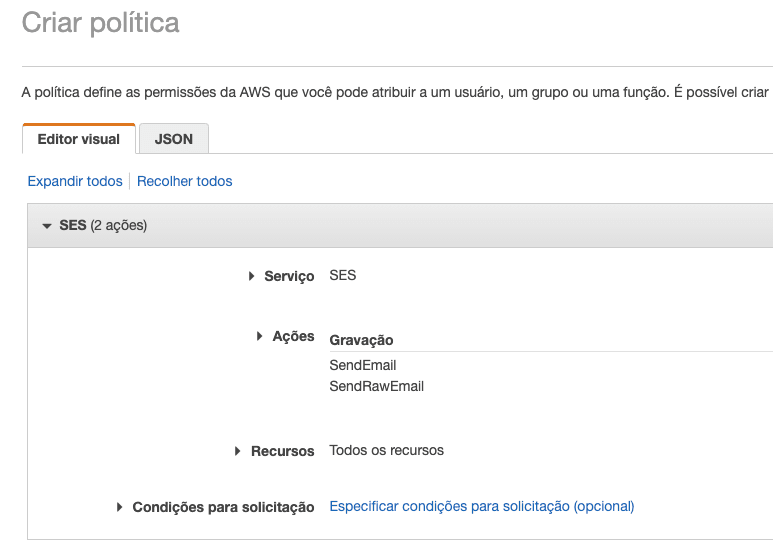 Criar política
A política define as permissões da AWS que você pode atribuir a um usuário, um grupo ou uma função. É possível criar
Editor visual JSON
Expandir todos Recolher todos
SES (2 ações)
Serviço SES
Ações Gravação
SendEmail
SendRawEmail
Recursos Todos os recursos
Condições para solicitação Especificar condições para solicitação (opcional)